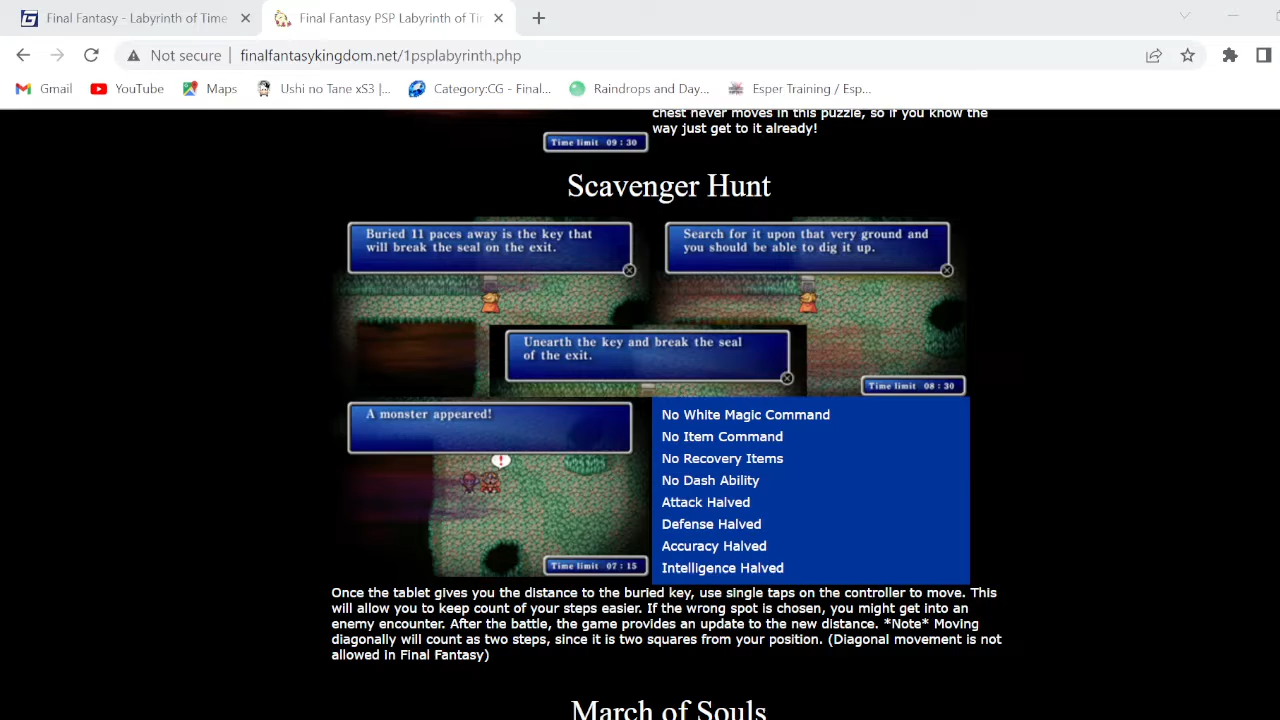 Final Fantasy - Labyrinth of Time
Final Fantasy PSP Labyrinth of Ti
Not secure
finalfantasykingdom.net/1psplabyrinth.php
Gmail
YouTube
Maps
Ushi no Tane xS3 |...
Category:CG - Final...
Raindrops and Day...
Esper Training / Esp...
chest never moves in this puzzle, so if you know the
way just get to it already!
Time limit 09:30
Scavenger Hunt
Buried 11 paces away is the key that
will break the seal on the exit.
Search for it upon that very ground and
you should be able to dig it up.
Unearth the key and break the seal
of the exit.
Time limit 08:30
A monster appeared!
Time limit 07:15
No White Magic Command
No Item Command
No Recovery Items
No Dash Ability
Attack Halved
Defense Halved
Accuracy Halved
Intelligence Halved
Once the tablet gives you the distance to the buried key, use single taps on the controller to move. This
will allow you to keep count of your steps easier. If the wrong spot is chosen, you might get into an
enemy encounter. After the battle, the game provides an update to the new distance. *Note* Moving
diagonally will count as two steps, since it is two squares from your position. (Diagonal movement is not
allowed in Final Fantasy)
March of Souls